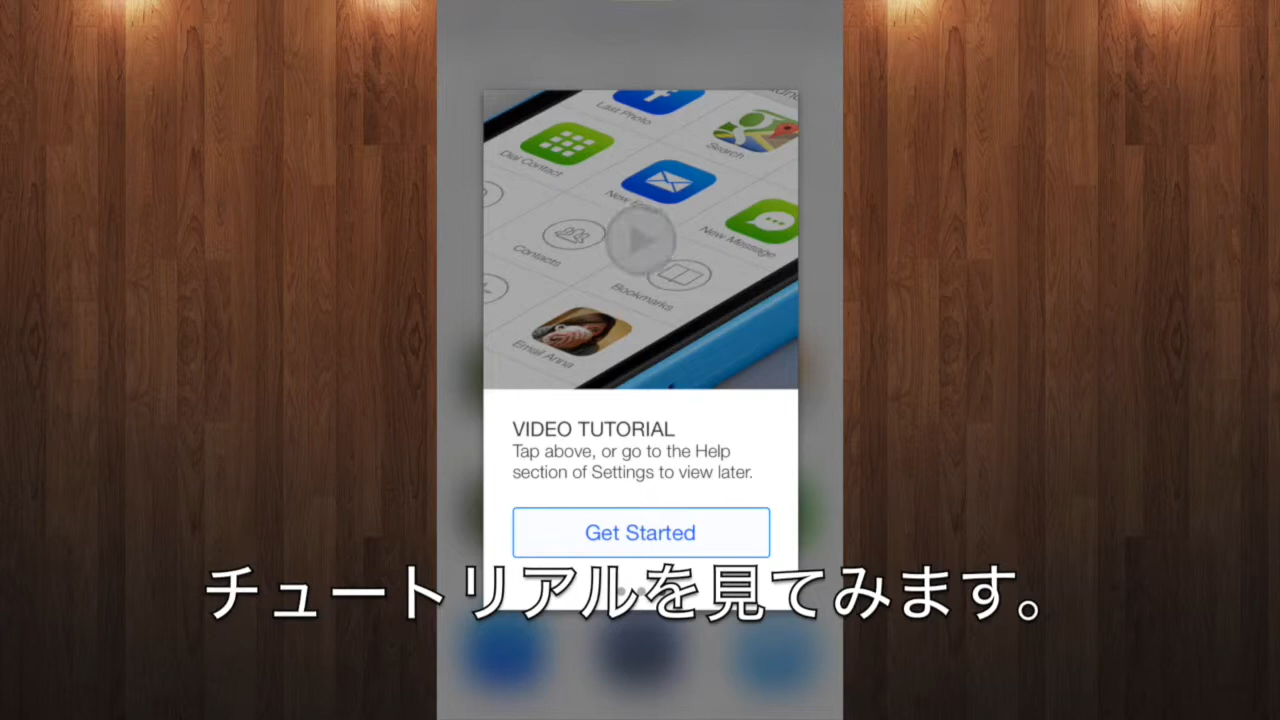 Last Photo
Search
Dial Contact
New Email
New Message
Contacts
Bookmarks
Email Anna
VIDEO TUTORIAL
Tap above, or go to the Help
section of Settings to view later.
Get Started
チュートリアルを見てみます。